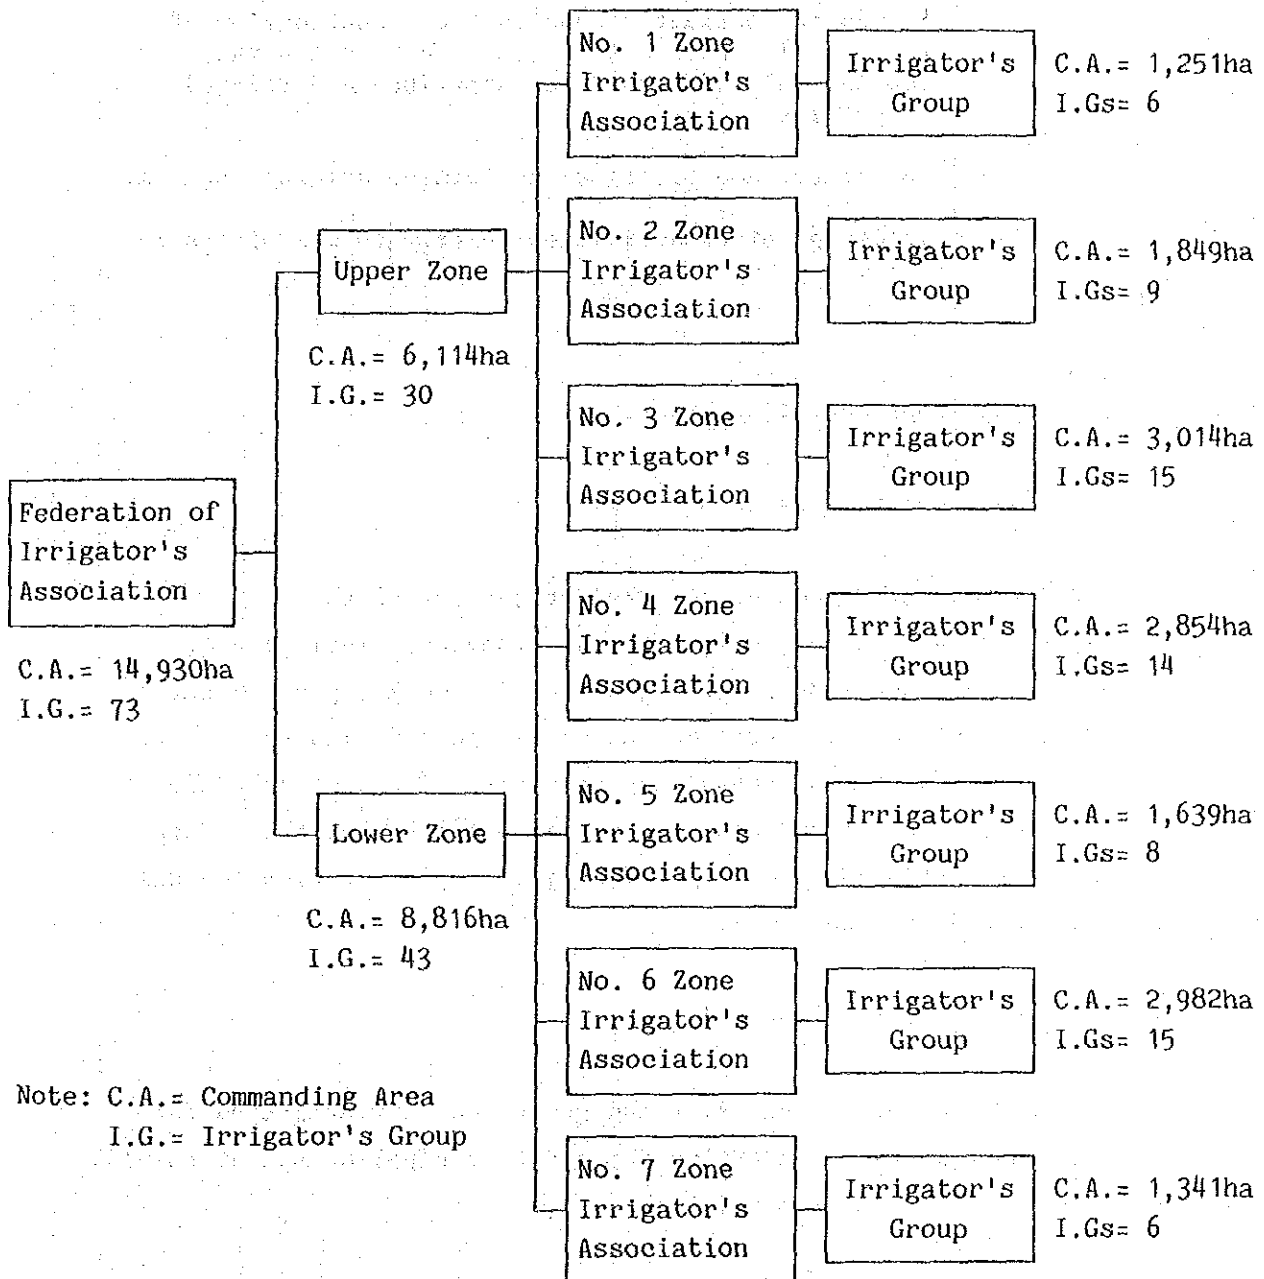 Federation of
Irrigator's
Association
C.A.= 14,930ha
I.G.= 73
Upper Zone
C.A.= 6,114ha
I.G.= 30
Lower Zone
C.A.= 8,816ha
I.G.= 43
No. 1 Zone
Irrigator's
Association
Irrigator's
Group
C.A.= 1,251ha
I.Gs= 6
No. 2 Zone
Irrigator's
Association
Irrigator's
Group
C.A.= 1,849ha
I.Gs= 9
No. 3 Zone
Irrigator's
Association
Irrigator's
Group
C.A.= 3,014ha
I.Gs= 15
No. 4 Zone
Irrigator's
Association
Irrigator's
Group
C.A.= 2,854ha
I.Gs= 14
No. 5 Zone
Irrigator's
Association
Irrigator's
Group
C.A.= 1,639ha
I.Gs= 8
No. 6 Zone
Irrigator's
Association
Irrigator's
Group
C.A.= 2,982ha
I.Gs= 15
No. 7 Zone
Irrigator's
Association
Irrigator's
Group
C.A.= 1,341ha
I.Gs= 6
Note: C.A.= Commanding Area
I.G.= Irrigator's Group